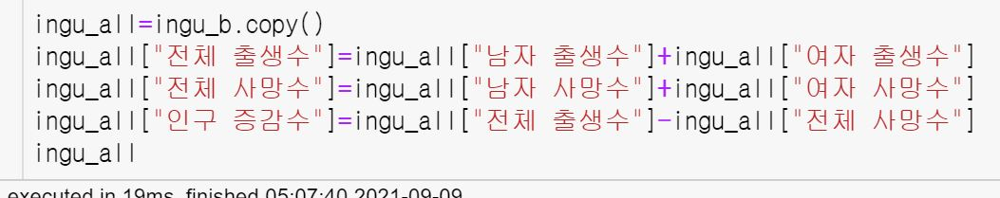 ingu_all=ingu_b.copy()
ingu_all["전체 출생수"]=ingu_all["남자 출생수"]+ingu_all["여자 출생수"]
ingu_all["전체 사망수"]=ingu_all["남자 사망수"]+ingu_all["여자 사망수"]
ingu_all["인구 증감수"]=ingu_all["전체 출생수"]-ingu_all["전체 사망수"]
ingu_all
executed in 19ms, finished 05:07:40 2021-09-09